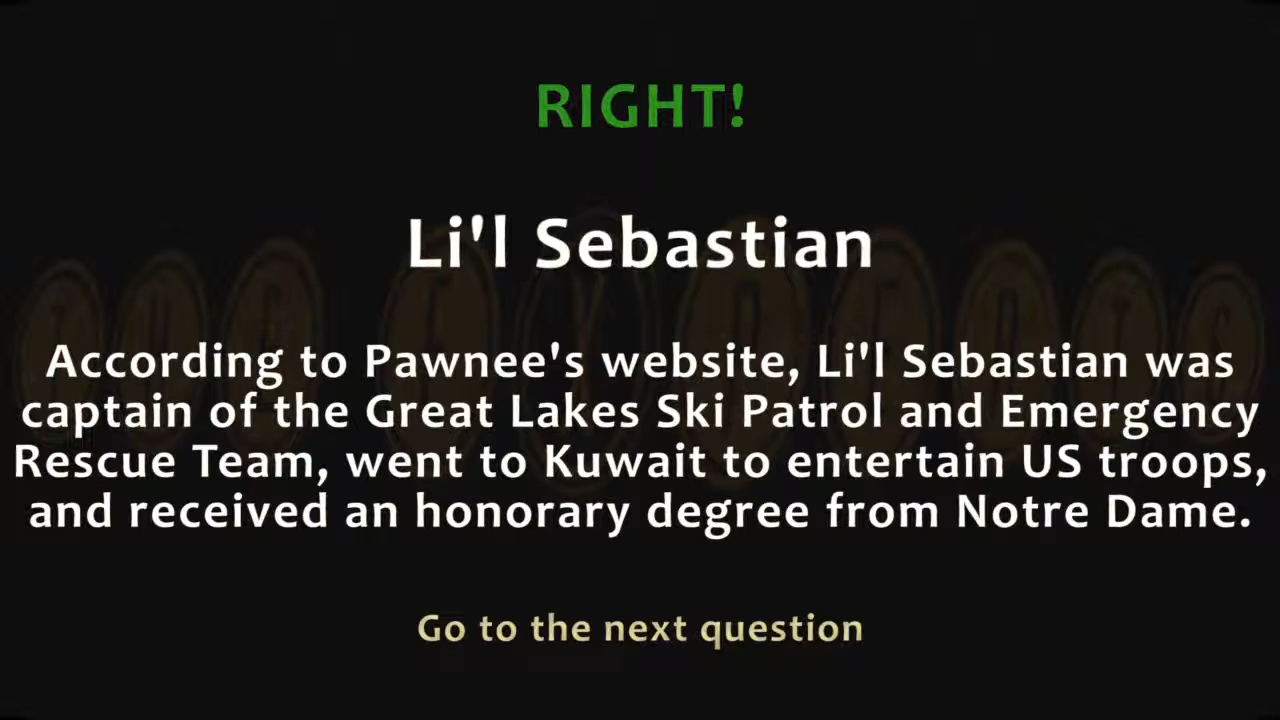 RIGHT!
Li'l Sebastian
According to Pawnee's website, Li'l Sebastian was
captain of the Great Lakes Ski Patrol and Emergency
Rescue Team, went to Kuwait to entertain US troops,
and received an honorary degree from Notre Dame.
Go to the next question